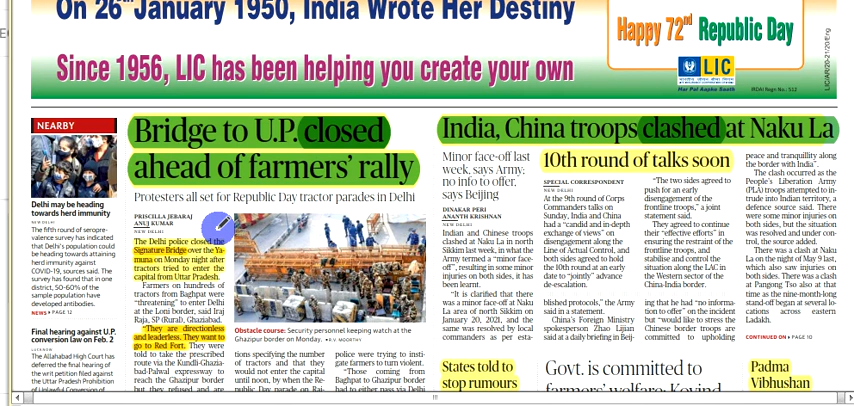 On 26th January 1950, India Wrote Her Destiny
Since 1956, LIC has been helping you create your own
Happy 72nd Republic Day
LIC
Har Pal Aapke Saath
IRDAI Regn No.: 512
NEARBY
Delhi may be heading
towards herd immunity
NEW DELHI
The fifth round of seropre-
valence survey has indicated
that Delhi's population
could be heading towards
attaining herd immunity
against COVID-19, sources said. The
survey has found that in one
district, 50-60% of the
sample population have
developed antibodies.
NEWS PAGE 12
Final hearing against U.P.
conversion law on Feb. 2
LUCKNOW
The Allahabad High Court has
deferred the final hearing of
the writ petition filed against
the Uttar Pradesh Prohibition
Bridge to U.P. closed
ahead of farmers' rally
Protesters all set for Republic Day tractor parades in Delhi
PRISCILLA JEBARAJ
ANUJ KUMAR
NEW DELHI
The Delhi police closed the
Signature Bridge over the Ya-
muna on Monday night after
tractors tried to enter the
capital from Uttar Pradesh.
Farmers on hundreds of
tractors from Baghpat were
"threatening" to enter Delhi
at the Loni border, said Iraj
Raja, SP (Rural), Ghaziabad.
"They are directionless
and leaderless. They want to
go to Red Fort. They were
told to take the prescribed
route via the Kundli-Ghazia-
bad-Palwal expressway to
reach the Ghazipur border
but they refused and are
Obstacle course: Security personnel keeping watch at the
Ghazipur border on Monday. R.V. MOORTHY
tions specifying the number
of tractors and that they
would not enter the capital
until noon, by when the Re-
public Day parade on Raj-
police were trying to insti-
gate farmers to turn violent.
"Those coming from
Baghpat to Ghazipur border
had to either pass via Delhi
India, China troops clashed at Naku La
Minor face-off last
week, says Army;
no info to offer,
says Beijing
DINAKAR PERI
ANANTH KRISHNAN
NEW DELHI
Indian and Chinese troops
clashed at Naku La in north
Sikkim last week, in what the
Army termed a "minor face-
off", resulting in some minor
injuries on both sides, it has
been learnt.
"It is clarified that there
was a minor face-off at Naku
La area of north Sikkim on
January 20, 2021, and the
same was resolved by local
commanders as per esta-
10th round of talks soon
SPECIAL CORRESPONDENT
NEW DELHI
At the 9th round of Corps
Commanders talks on
Sunday, India and China
had a "candid and in-depth
exchange of views" on
disengagement along the
Line of Actual Control, and
both sides agreed to hold
the 10th round at an early
date to "jointly" advance
de-escalation.
"The two sides agreed to
push for an early
disengagement of the
frontline troops," a joint
statement said.
They agreed to continue
their "effective efforts" in
ensuring the restraint of the
frontline troops, and
stabilise and control the
situation along the LAC in
the Western sector of the
China-India border.
blished protocols," the Army
said in a statement.
China's Foreign Ministry
spokesperson Zhao Lijian
said at a daily briefing in Beij-
ing that he had "no informa-
tion to offer" on the incident
but "would like to stress the
Chinese border troops are
committed to upholding
peace and tranquillity along
the border with India".
The clash occurred as the
People's Liberation Army
(PLA) troops attempted to in-
trude into Indian territory, a
defence source said. There
were some minor injuries on
both sides, but the situation
was resolved and under con-
trol, the source added.
There was a clash at Naku
La on the night of May 9 last,
which also saw injuries on
both sides. There was a clash
at Pangong Tso also at that
time as the nine-month-long
stand-off began at several lo-
cations across eastern
Ladakh.
CONTINUED ON PAGE 10
States told to
stop rumours
Govt. is committed to
farmers' welfare: Kovind
Padma
Vibhushan